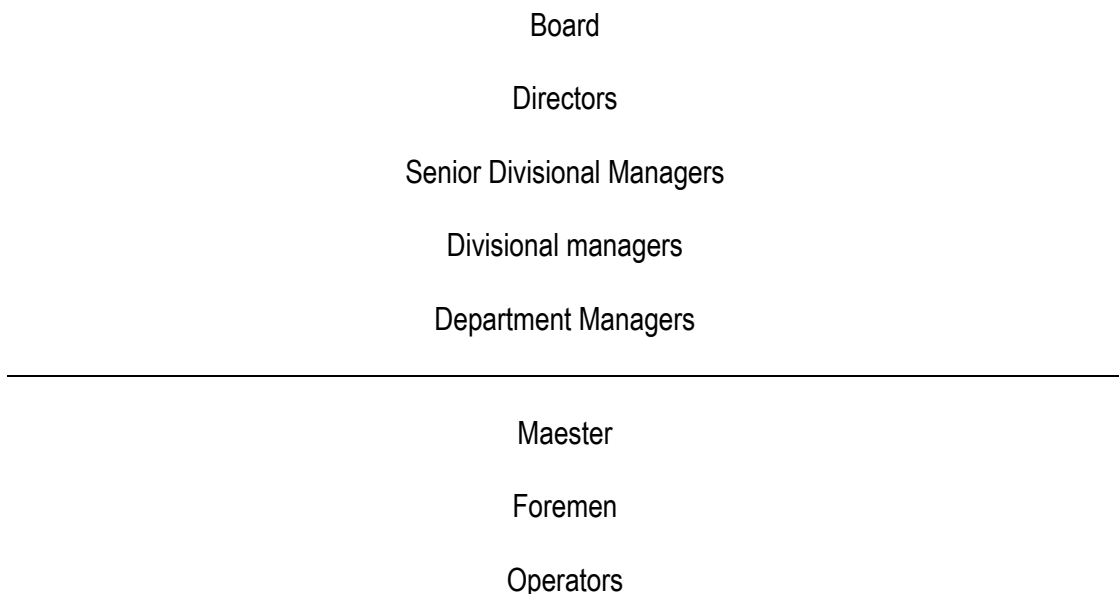 Board
Directors
Senior Divisional Managers
Divisional managers
Department Managers
Maester
Foremen
Operators